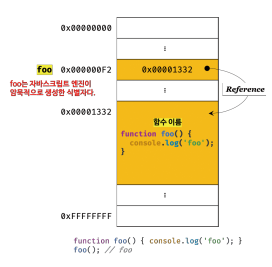 0x00000000
⋮
foo 0x000000F2 0x00001332
foo는 자바스크립트 엔진이
암묵적으로 생성한 식별자다.
⋮
Reference
0x00001332
함수 이름
function foo() {
console.log('foo');
}
⋮
0xFFFFFFFF
function foo() { console.log('foo'); }
foo(); // foo